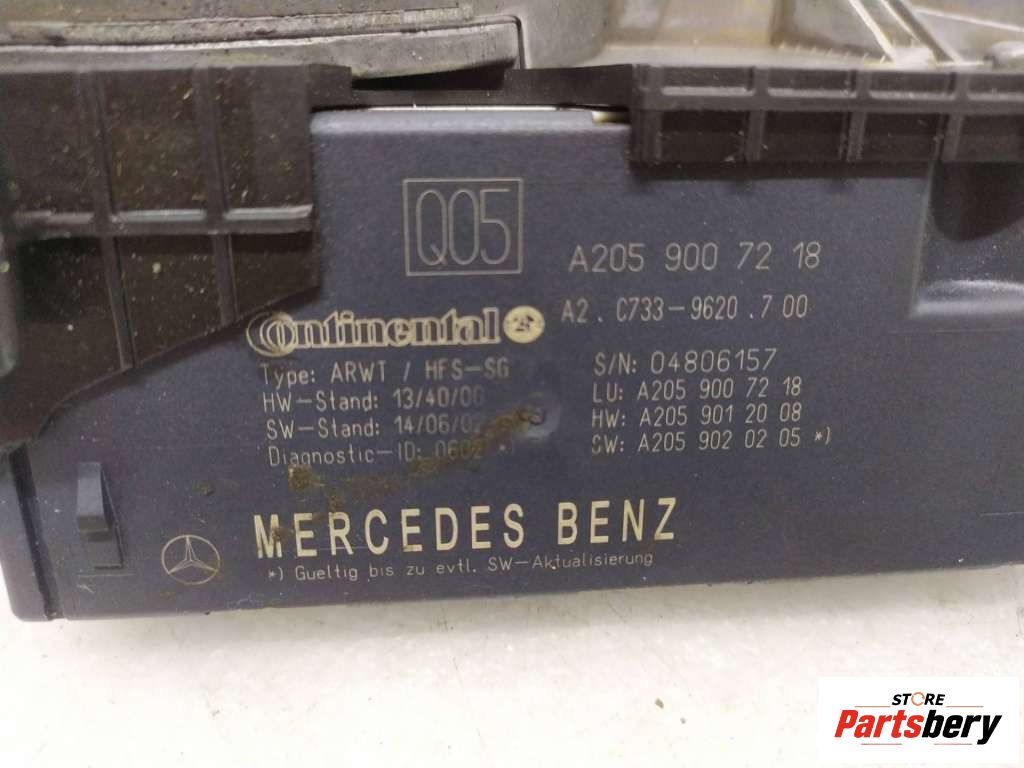 Q05
A205 900 72 18
A2.C733-9620.700
Continental
Type: ARWT / HFS-SG
HW-Stand: 13/40/00
SW-Stand: 14/06/02
Diagnostic-ID: 0602 *)
S/N: 04806157
LU: A205 900 72 18
HW: A205 901 20 08
SW: A205 902 02 05 *)
MERCEDES BENZ
*) Gueltig bis zu evtl. SW-Aktualisierung
STORE
Partsbery